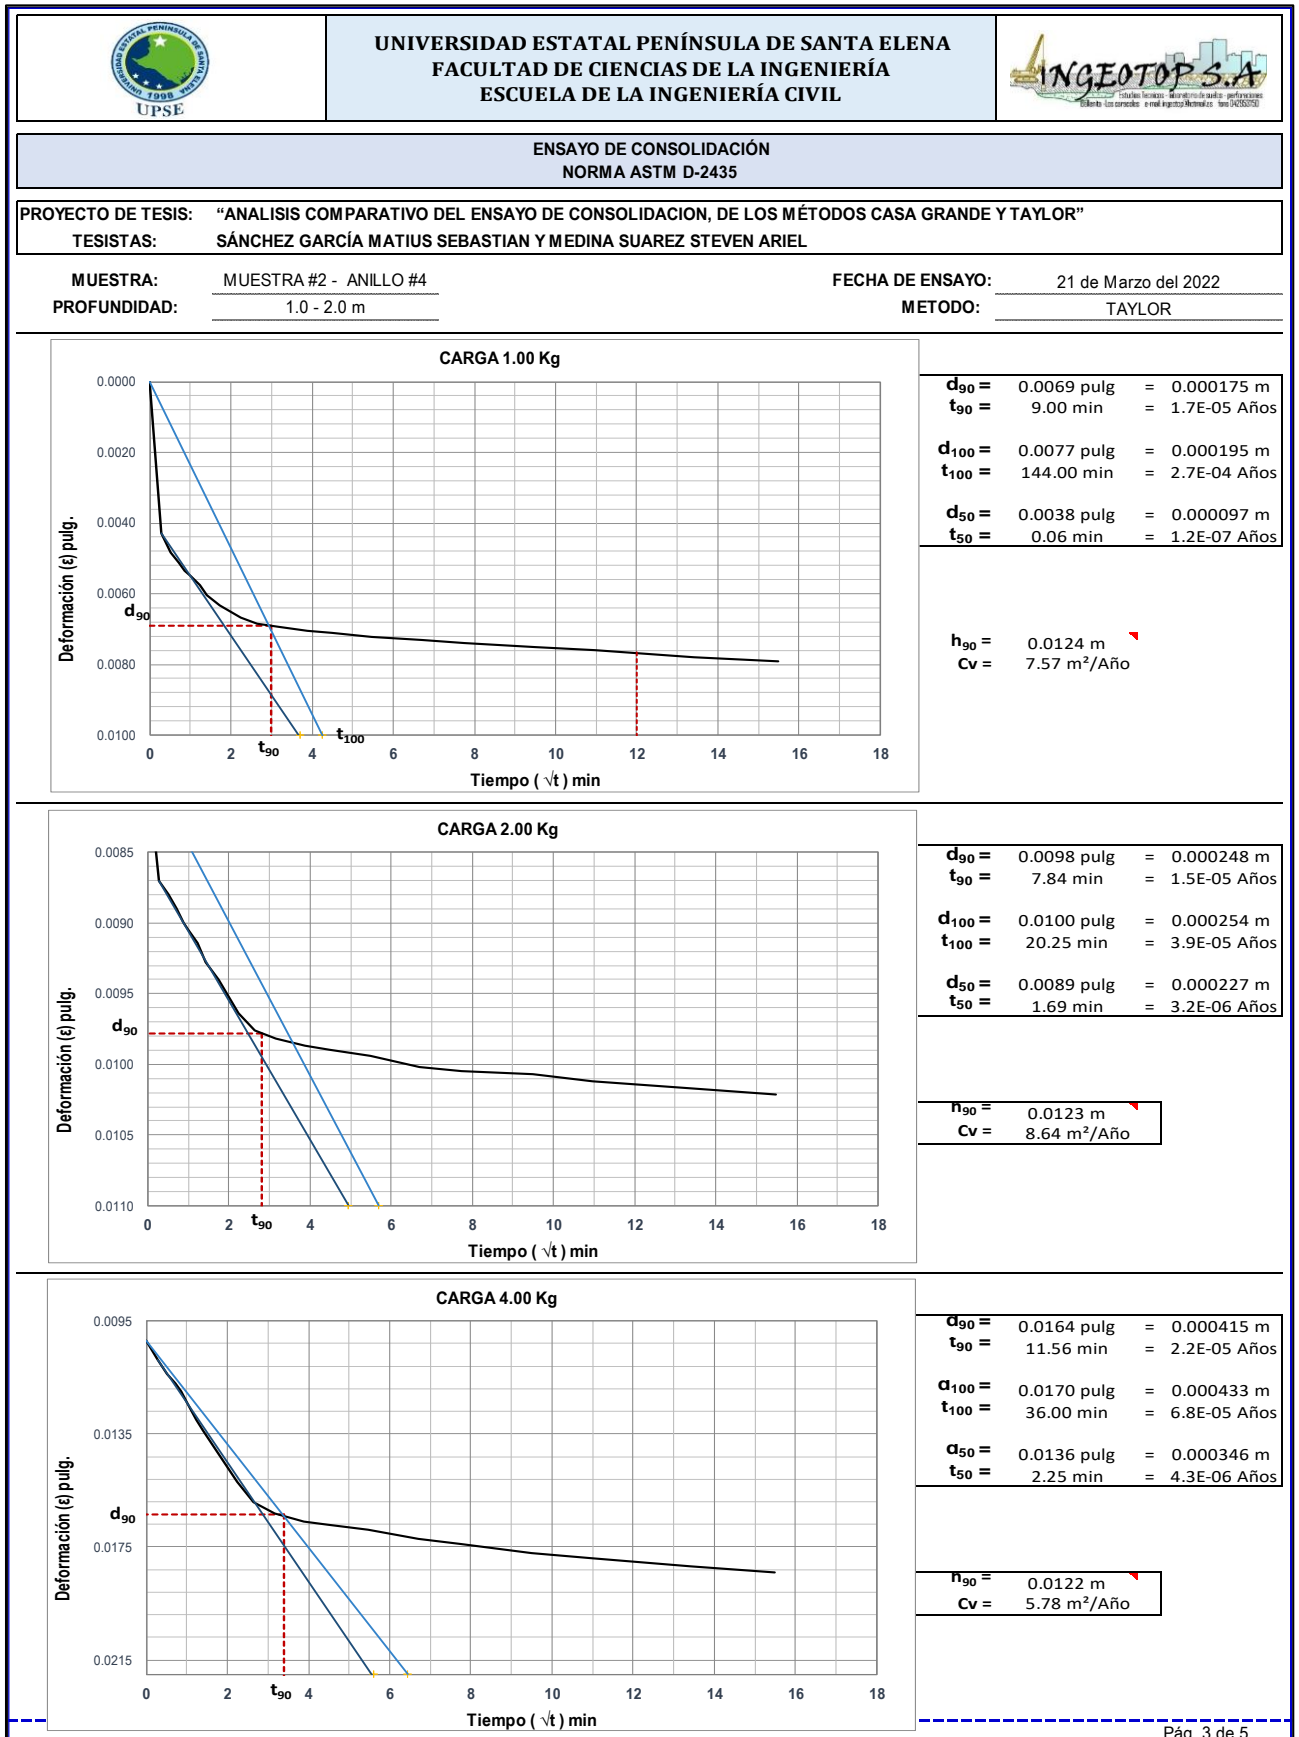 UNIVERSIDAD ESTATAL PENINSULA DE SANTA ELENA
1998
UPSE
UNIVERSIDAD ESTATAL PENÍNSULA DE SANTA ELENA
FACULTAD DE CIENCIAS DE LA INGENIERÍA
ESCUELA DE LA INGENIERÍA CIVIL
INGEOTOP S.A
ENSAYO DE CONSOLIDACIÓN
NORMA ASTM D-2435
PROYECTO DE TESIS: “ANALISIS COMPARATIVO DEL ENSAYO DE CONSOLIDACION, DE LOS MÉTODOS CASA GRANDE Y TAYLOR”
TESISTAS: SÁNCHEZ GARCÍA MATIUS SEBASTIAN Y MEDINA SUAREZ STEVEN ARIEL
MUESTRA: MUESTRA #2 - ANILLO #4 FECHA DE ENSAYO: 21 de Marzo del 2022
PROFUNDIDAD: 1.0 - 2.0 m METODO: TAYLOR
CARGA 1.00 Kg
0.0000
0.0020
0.0040
0.0060
0.0080
0.0100
Deformación (ε) pulg.
d90
t90
t100
0 2 4 6 8 10 12 14 16 18
Tiempo ( √t ) min
d90 = 0.0069 pulg = 0.000175 m
t90 = 9.00 min = 1.7E-05 Años
d100 = 0.0077 pulg = 0.000195 m
t100 = 144.00 min = 2.7E-04 Años
d50 = 0.0038 pulg = 0.000097 m
t50 = 0.06 min = 1.2E-07 Años
h90 = 0.0124 m
Cv = 7.57 m²/Año
CARGA 2.00 Kg
0.0085
0.0090
0.0095
0.0100
0.0105
0.0110
Deformación (ε) pulg.
d90
t90
0 2 4 6 8 10 12 14 16 18
Tiempo ( √t ) min
d90 = 0.0098 pulg = 0.000248 m
t90 = 7.84 min = 1.5E-05 Años
d100 = 0.0100 pulg = 0.000254 m
t100 = 20.25 min = 3.9E-05 Años
d50 = 0.0089 pulg = 0.000227 m
t50 = 1.69 min = 3.2E-06 Años
h90 = 0.0123 m
Cv = 8.64 m²/Año
CARGA 4.00 Kg
0.0095
0.0135
0.0175
0.0215
Deformación (ε) pulg.
d90
t90
0 2 4 6 8 10 12 14 16 18
Tiempo ( √t ) min
d90 = 0.0164 pulg = 0.000415 m
t90 = 11.56 min = 2.2E-05 Años
d100 = 0.0170 pulg = 0.000433 m
t100 = 36.00 min = 6.8E-05 Años
d50 = 0.0136 pulg = 0.000346 m
t50 = 2.25 min = 4.3E-06 Años
h90 = 0.0122 m
Cv = 5.78 m²/Año
Pág. 3 de 5